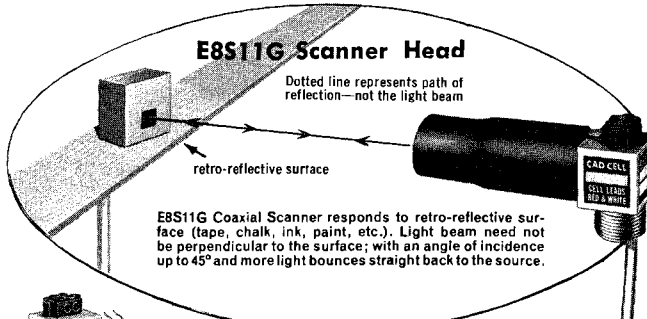 E8S11G Scanner Head
Dotted line represents path of
reflection—not the light beam
retro-reflective surface
CAD CELL
CELL LEADS
RED & WHITE
E8S11G Coaxial Scanner responds to retro-reflective sur-
face (tape, chalk, ink, paint, etc.). Light beam need not
be perpendicular to the surface; with an angle of incidence
up to 45° and more light bounces straight back to the source.